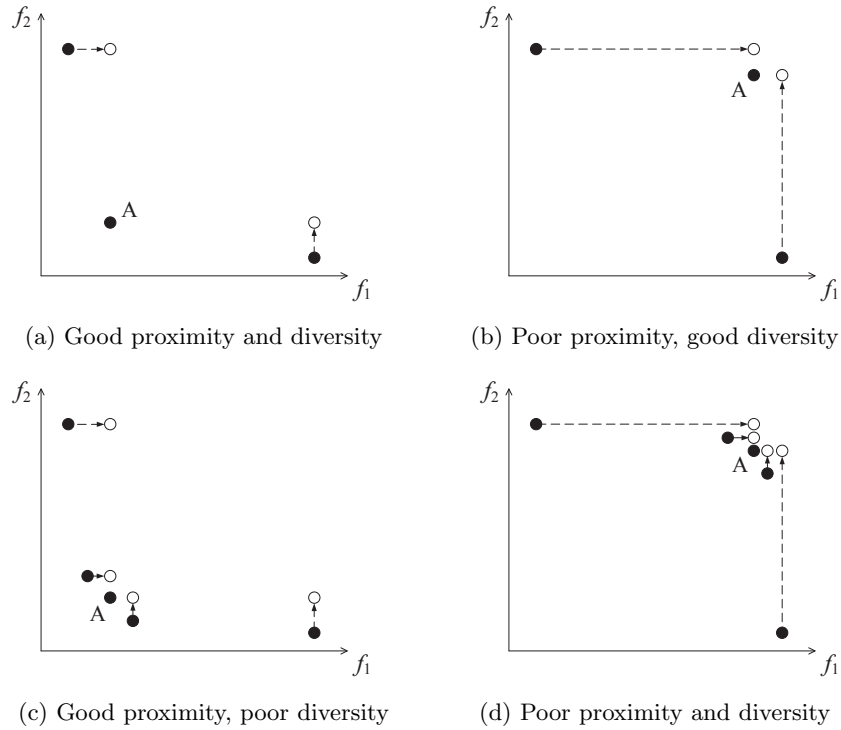 f₂
f₂
A
A
f₁
f₁
(a) Good proximity and diversity
(b) Poor proximity, good diversity
f₂
f₂
A
A
f₁
f₁
(c) Good proximity, poor diversity
(d) Poor proximity and diversity